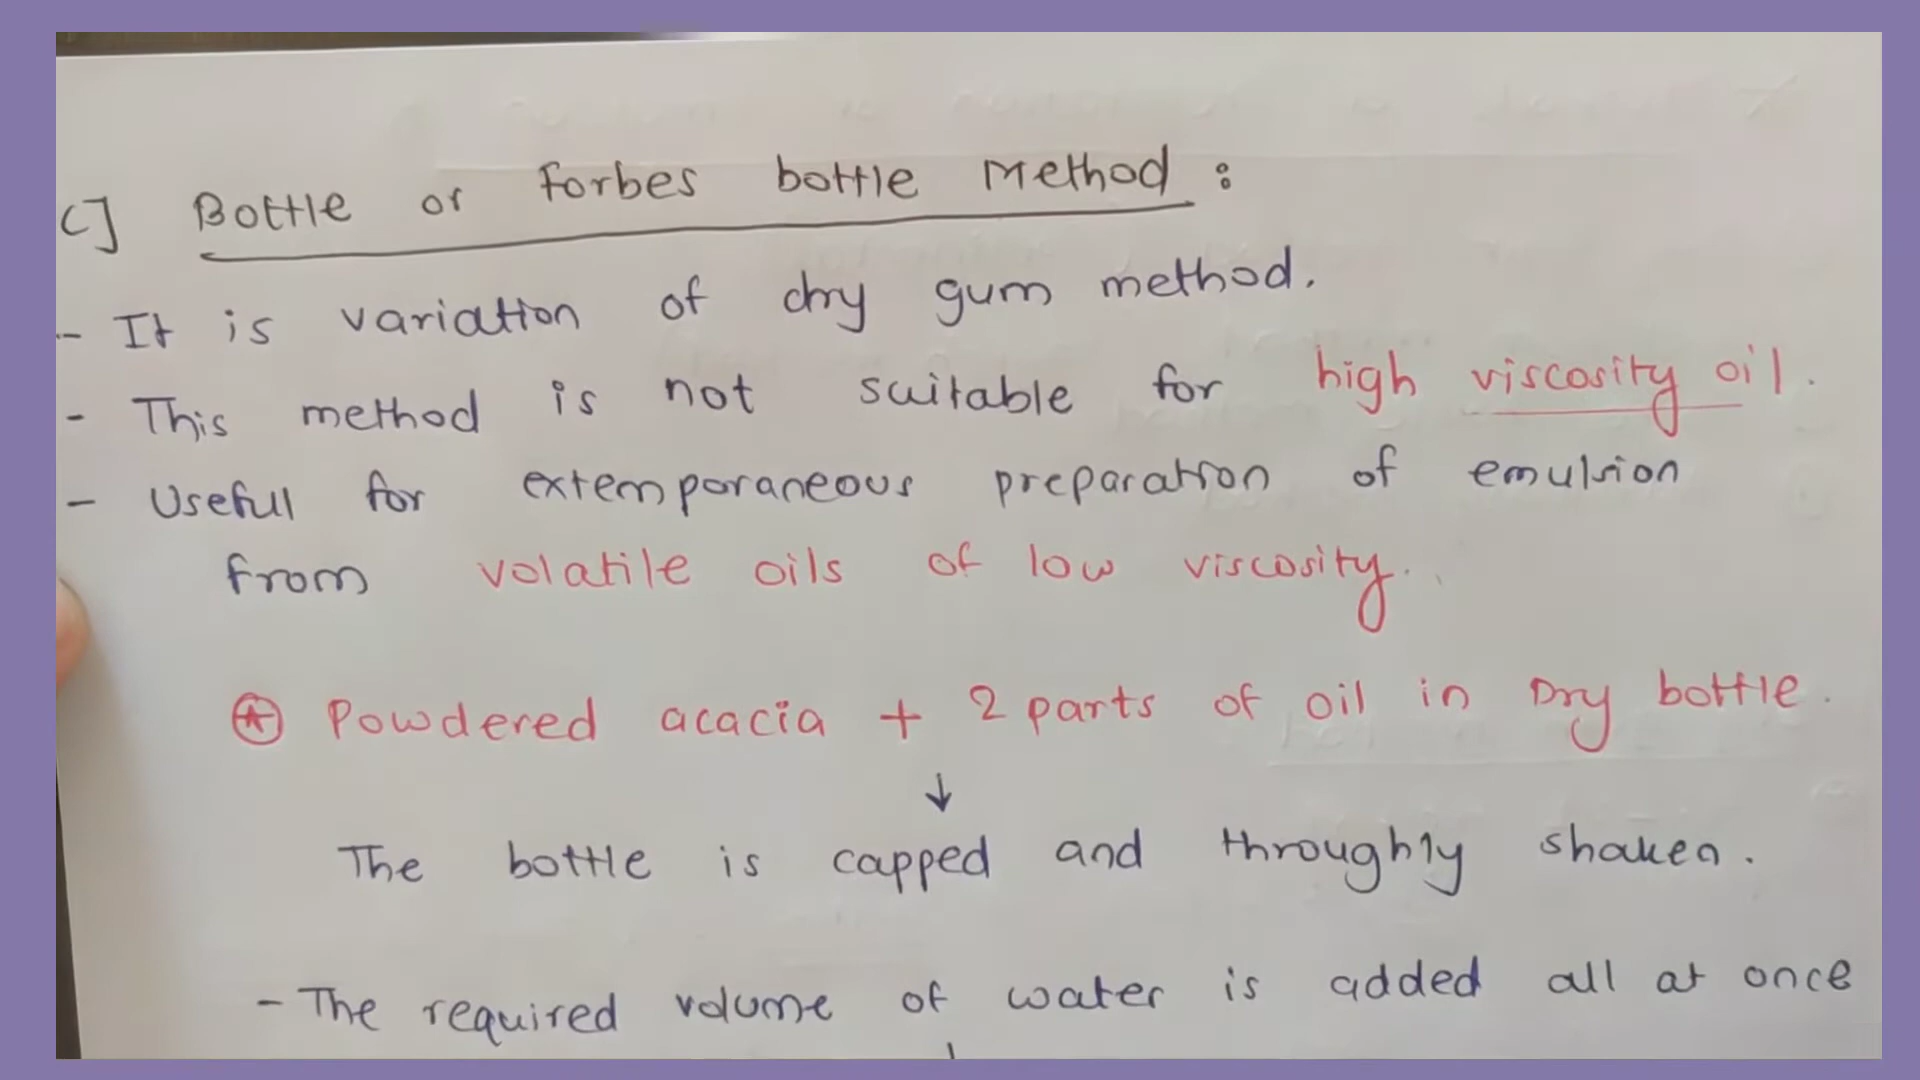 C] Bottle or forbes bottle Method :
- It is variation of dry gum method.
- This method is not suitable for high viscosity oil.
- Useful for extemporaneous preparation of emulsion
from volatile oils of low viscosity.
Powdered acacia + 2 parts of oil in Dry bottle.
↓
The bottle is capped and throughly shaken.
- The required volume of water is added all at once